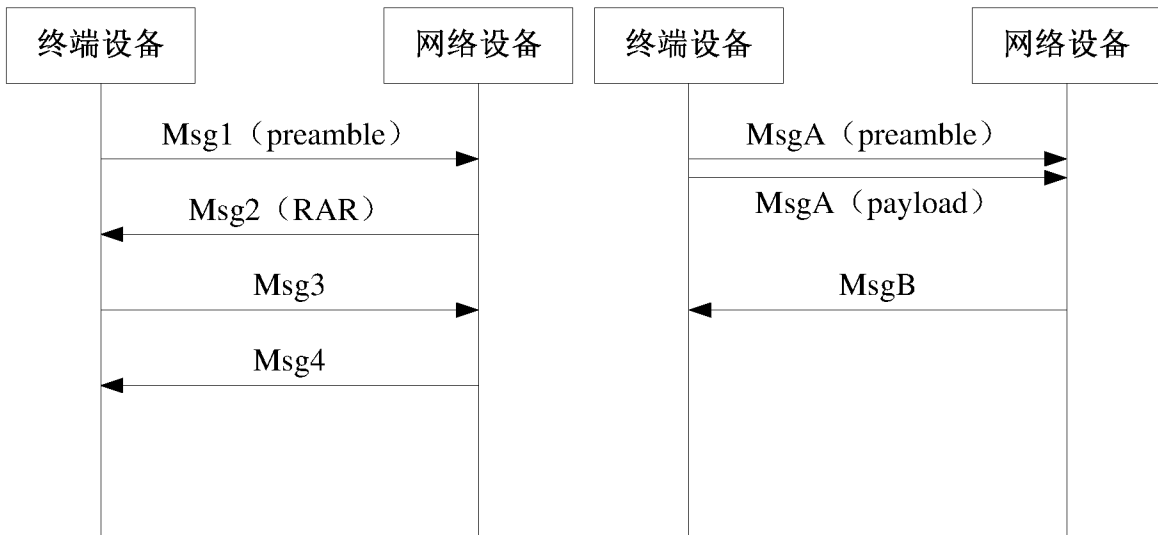 终端设备
网络设备
Msg1（preamble）
Msg2（RAR）
Msg3
Msg4
终端设备
网络设备
MsgA（preamble）
MsgA（payload）
MsgB